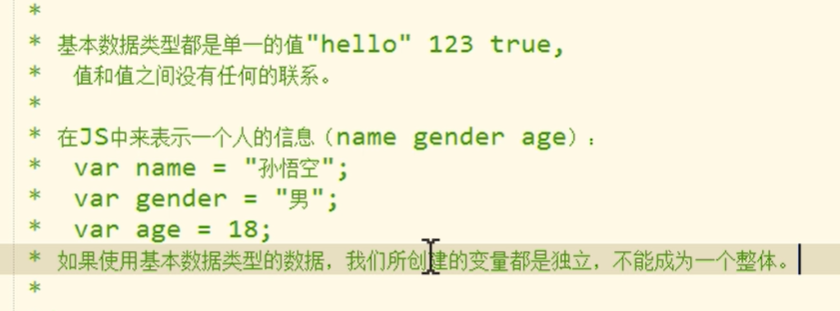 *
* 基本数据类型都是单一的值"hello" 123 true,
*   值和值之间没有任何的联系。
*
* 在JS中来表示一个人的信息（name gender age）：
*   var name = "孙悟空";
*   var gender = "男";
*   var age = 18;
* 如果使用基本数据类型的数据，我们所创建的变量都是独立，不能成为一个整体。
*